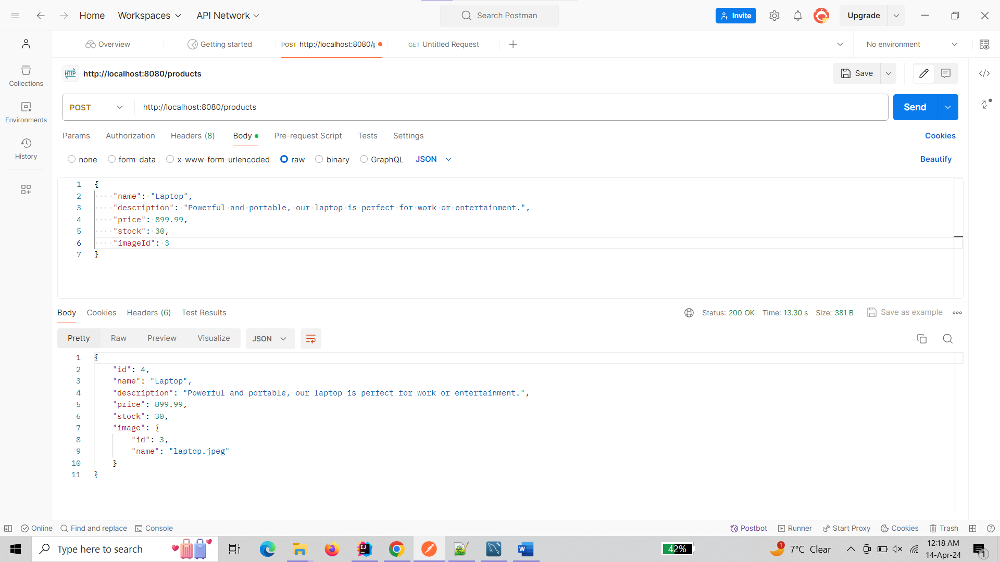 Home Workspaces API Network Search Postman Invite Upgrade
Overview Getting started POST http://localhost:8080/p GET Untitled Request No environment
HTTP http://localhost:8080/products Save
Collections
Environments
History
POST http://localhost:8080/products Send
Params Authorization Headers (8) Body Pre-request Script Tests Settings Cookies
none form-data x-www-form-urlencoded raw binary GraphQL JSON Beautify
1 {
2 "name": "Laptop",
3 "description": "Powerful and portable, our laptop is perfect for work or entertainment.",
4 "price": 899.99,
5 "stock": 30,
6 "imageId": 3
7 }
Body Cookies Headers (6) Test Results Status: 200 OK Time: 13.30 s Size: 381 B Save as example
Pretty Raw Preview Visualize JSON
1 {
2 "id": 4,
3 "name": "Laptop",
4 "description": "Powerful and portable, our laptop is perfect for work or entertainment.",
5 "price": 899.99,
6 "stock": 30,
7 "image": {
8 "id": 3,
9 "name": "laptop.jpeg"
10 }
11 }
Online Find and replace Console Postbot Runner Start Proxy Cookies Trash
Type here to search 42% 1 7°C Clear 12:18 AM
14-Apr-24 1